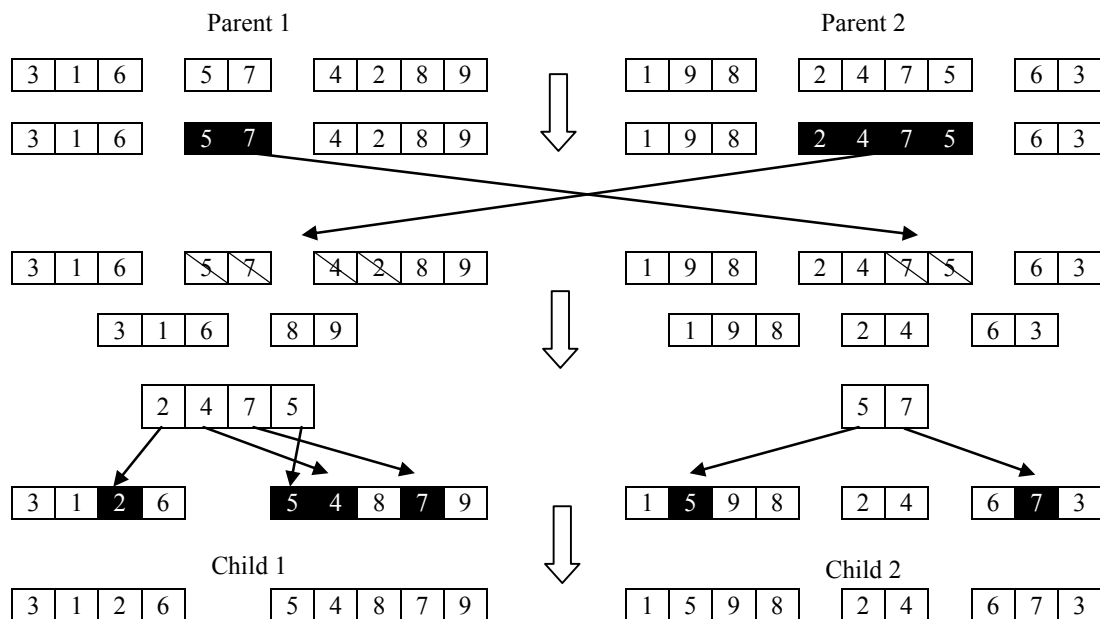 Parent 1 Parent 2
3 1 6 5 7 4 2 8 9 1 9 8 2 4 7 5 6 3
3 1 6 5 7 4 2 8 9 1 9 8 2 4 7 5 6 3
3 1 6 5 7 4 2 8 9 1 9 8 2 4 7 5 6 3
3 1 6 8 9 1 9 8 2 4 6 3
2 4 7 5 5 7
3 1 2 6 5 4 8 7 9 1 5 9 8 2 4 6 7 3
Child 1 Child 2
3 1 2 6 5 4 8 7 9 1 5 9 8 2 4 6 7 3